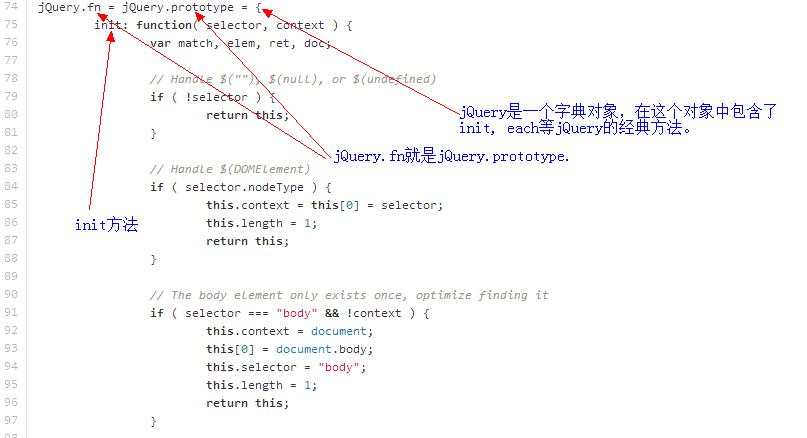 74 jQuery.fn = jQuery.prototype = {
75 init: function( selector, context ) {
76 var match, elem, ret, doc;
77
78 // Handle $(""), $(null), or $(undefined)
79 if ( !selector ) {
80 return this;
81 }
82
83 // Handle $(DOMElement)
84 if ( selector.nodeType ) {
85 this.context = this[0] = selector;
86 this.length = 1;
87 return this;
88 }
89
90 // The body element only exists once, optimize finding it
91 if ( selector === "body" && !context ) {
92 this.context = document;
93 this[0] = document.body;
94 this.selector = "body";
95 this.length = 1;
96 return this;
97 }
98
jQuery是一个字典对象，在这个对象中包含了
init, each等jQuery的经典方法。
jQuery.fn就是jQuery.prototype.
init方法